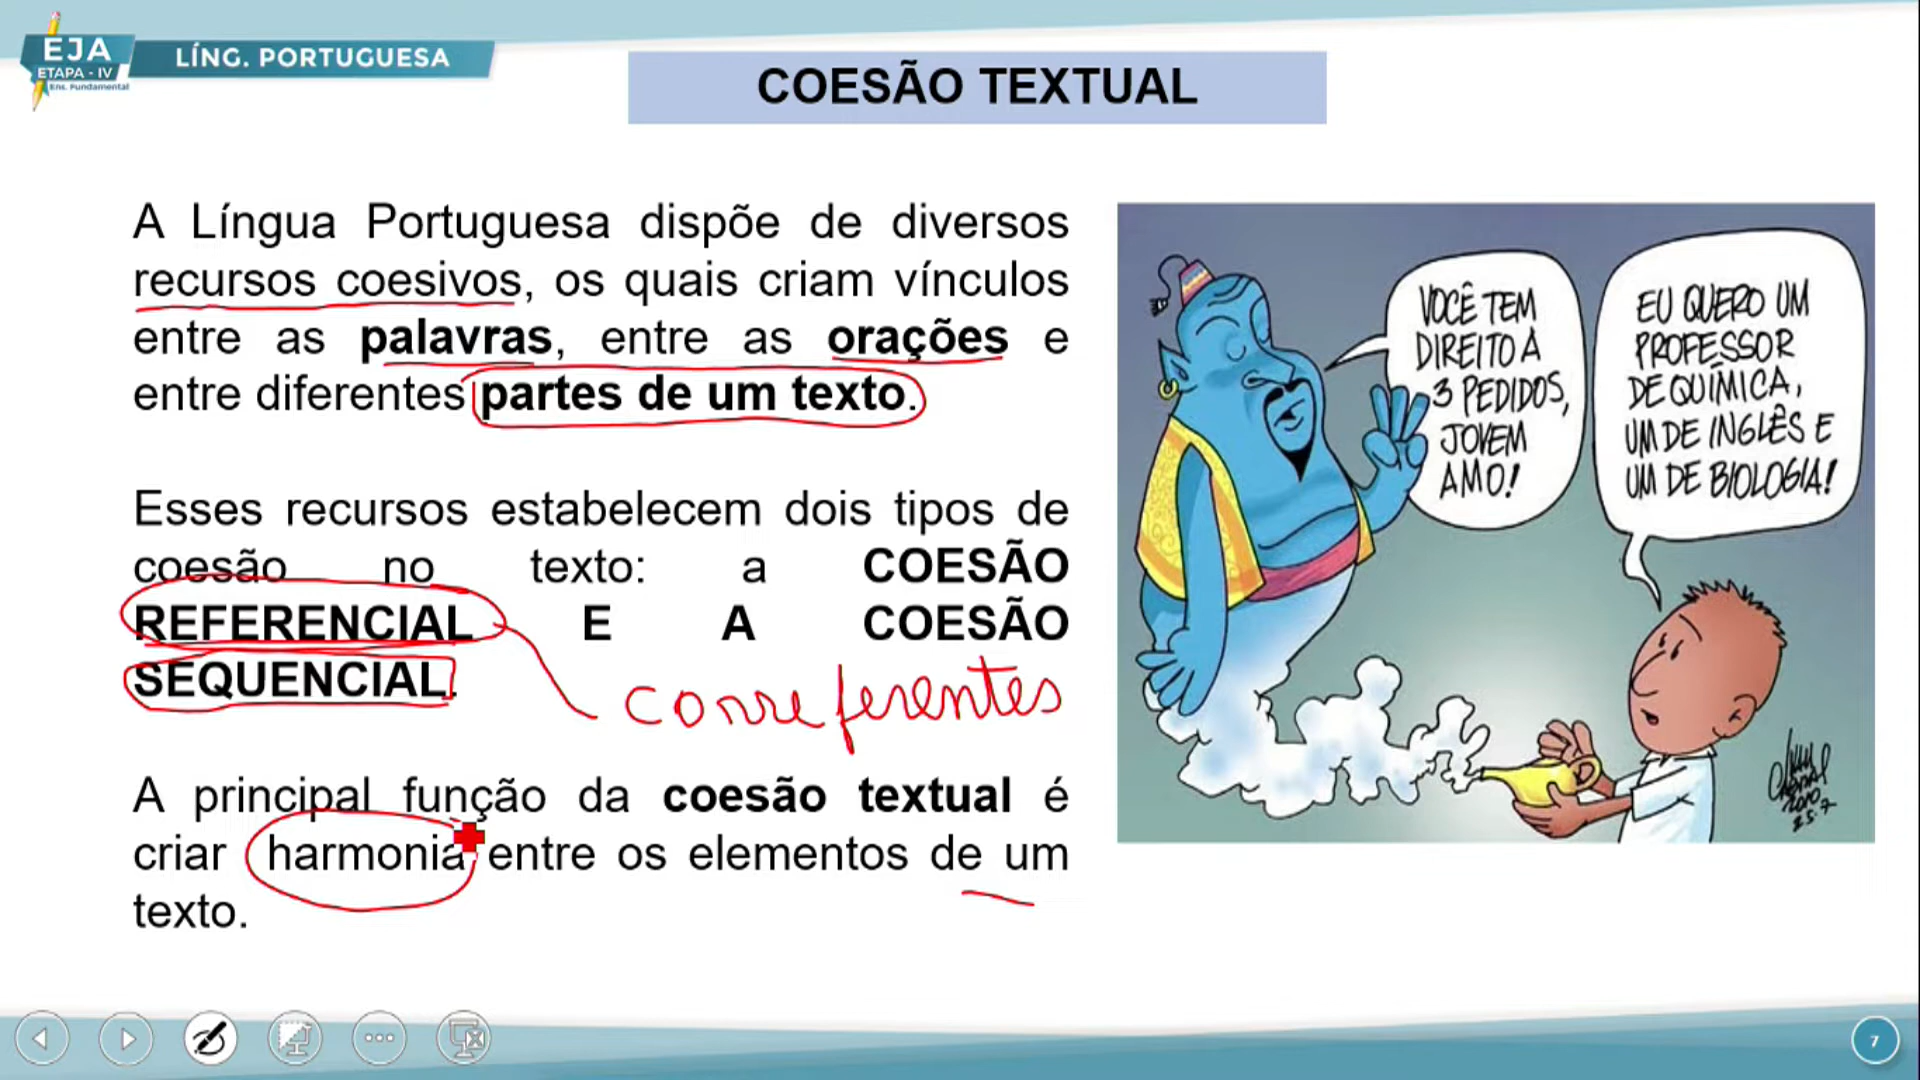 EJA
ETAPA - IV
Ens. Fundamental
LÍNG. PORTUGUESA
COESÃO TEXTUAL
A Língua Portuguesa dispõe de diversos
recursos coesivos, os quais criam vínculos
entre as palavras, entre as orações e
entre diferentes partes de um texto.
Esses recursos estabelecem dois tipos de
coesão no texto: a COESÃO
REFERENCIAL E A COESÃO
SEQUENCIAL.
correferentes
A principal função da coesão textual é
criar harmonia entre os elementos de um
texto.
VOCÊ TEM
DIREITO A
3 PEDIDOS,
JOVEM
AMO!
EU QUERO UM
PROFESSOR
DE QUÍMICA,
UM DE INGLÊS E
UM DE BIOLOGIA!
2010
25.7
7